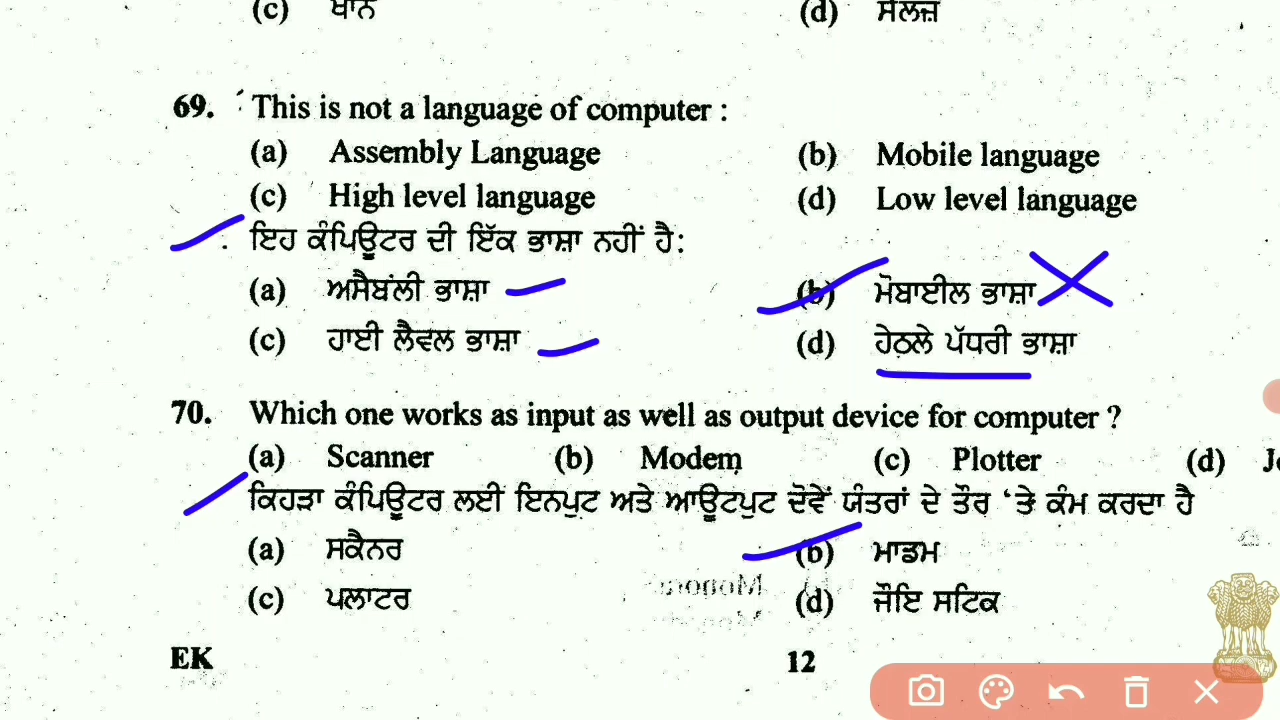 (c) ਖਾਨ (d) ਸੇਲਜ਼
69. This is not a language of computer :
(a) Assembly Language (b) Mobile language
(c) High level language (d) Low level language
ਇਹ ਕੰਪਿਊਟਰ ਦੀ ਇੱਕ ਭਾਸ਼ਾ ਨਹੀਂ ਹੈ:
(a) ਅਸੈਬਂਲੀ ਭਾਸ਼ਾ (b) ਮੋਬਾਈਲ ਭਾਸ਼ਾ
(c) ਹਾਈ ਲੈਵਲ ਭਾਸ਼ਾ (d) ਹੇਠਲੇ ਪੱਧਰੀ ਭਾਸ਼ਾ
70. Which one works as input as well as output device for computer ?
(a) Scanner (b) Modem (c) Plotter (d)
ਕਿਹੜਾ ਕੰਪਿਊਟਰ ਲਈ ਇਨਪੁਟ ਅਤੇ ਆਊਟਪੁਟ ਦੋਵੇਂ ਯੰਤਰਾਂ ਦੇ ਤੌਰ ‘ਤੇ ਕੰਮ ਕਰਦਾ ਹੈ
(a) ਸਕੈਨਰ (b) ਮਾਡਮ
(c) ਪਲਾਟਰ (d) ਜੌਇ ਸਟਿਕ
EK 12